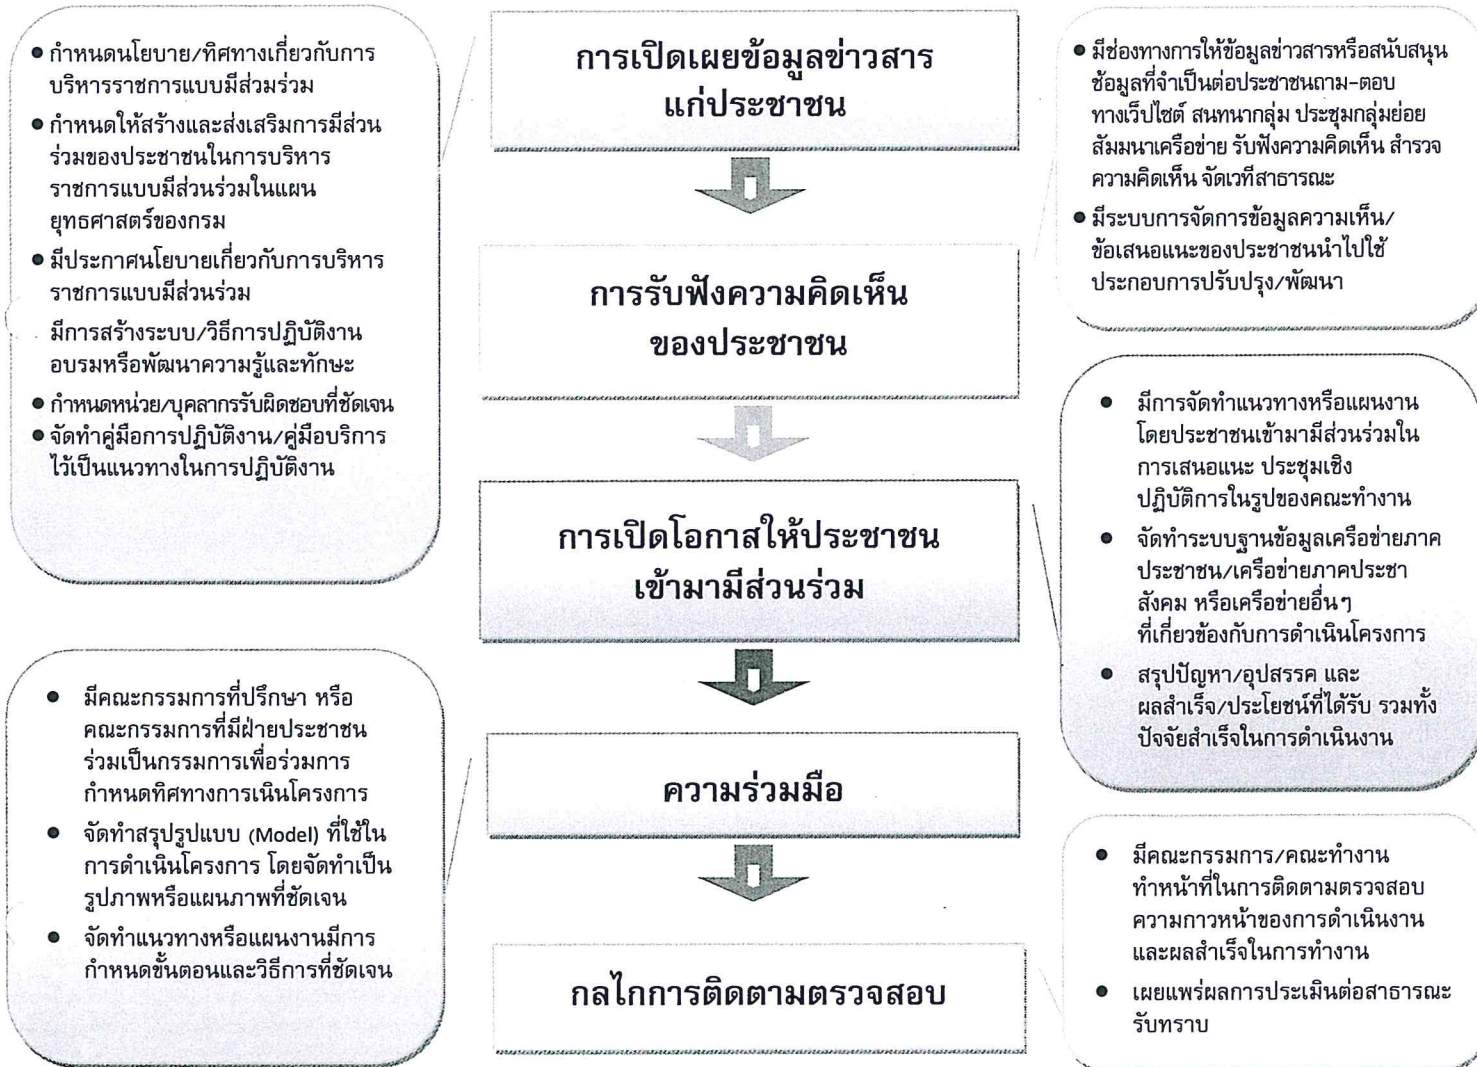 การเปิดเผยข้อมูลข่าวสาร
แก่ประชาชน
● กำหนดนโยบาย/ทิศทางเกี่ยวกับการ
บริหารราชการแบบมีส่วมร่วม
● กำหนดให้สร้างและส่งเสริมการมีส่วน
ร่วมของประชาชนในการบริหาร
ราชการแบบมีส่วนร่วมในแผน
ยุทธศาสตร์ของกรม
● มีประกาศนโยบายเกี่ยวกับการบริหาร
ราชการแบบมีส่วนร่วม
มีการสร้างระบบ/วิธีการปฏิบัติงาน
อบรมหรือพัฒนาความรู้และทักษะ
● กำหนดหน่วย/บุคลากรรับผิดชอบที่ชัดเจน
● จัดทำคู่มือการปฏิบัติงาน/คู่มือบริการ
ไว้เป็นแนวทางในการปฏิบัติงาน
การรับฟังความคิดเห็น
ของประชาชน
● มีช่องทางการให้ข้อมูลข่าวสารหรือสนับสนุน
ช้อมูลที่จำเป็นต่อประชาชนถาม-ตอบ
ทางเว็ปไซต์ สนทนากลุ่ม ประชุมกลุ่มย่อย
สัมมนาเครือข่าย รับฟังความคิดเห็น สำรวจ
ความคิดเห็น จัดเวทีสาธารณะ
● มีระบบการจัดการข้อมูลความเห็น/
ข้อเสนอแนะของประชาชนนำไปใช้
ประกอบการปรับปรุง/พัฒนา
การเปิดโอกาสให้ประชาชน
เข้ามามีส่วนร่วม
● มีการจัดทำแนวทางหรือแผนงาน
โดยประชาชนเข้ามามีส่วนร่วมใน
การเสนอแนะ ประชุมเชิง
ปฏิบัติการในรูปของคณะทำงาน
● จัดทำระบบฐานข้อมูลเครือข่ายภาค
ประชาชน/เครือข่ายภาคประชา
สังคม หรือเครือข่ายอื่นๆ
ที่เกี่ยวข้องกับการดำเนินโครงการ
● สรุปปัญหา/อุปสรรค และ
ผลสำเร็จ/ประโยชน์ที่ได้รับ รวมทั้ง
ปัจจัยสำเร็จในการดำเนินงาน
ความร่วมมือ
● มีคณะกรรมการที่ปรึกษา หรือ
คณะกรรมการที่มีฝ่ายประชาชน
ร่วมเป็นกรรมการเพื่อร่วมการ
กำหนดทิศทางการเนินโครงการ
● จัดทำสรุปรูปแบบ (Model) ที่ใช้ใน
การดำเนินโครงการ โดยจัดทำเป็น
รูปภาพหรือแผนภาพที่ชัดเจน
● จัดทำแนวทางหรือแผนงานมีการ
กำหนดขั้นตอนและวิธีการที่ชัดเจน
กลไกการติดตามตรวจสอบ
● มีคณะกรรมการ/คณะทำงาน
ทำหน้าที่ในการติดตามตรวจสอบ
ความกาวหน้าของการดำเนินงาน
และผลสำเร็จในการทำงาน
● เผยแพร่ผลการประเมินต่อสาธารณะ
รับทราบ